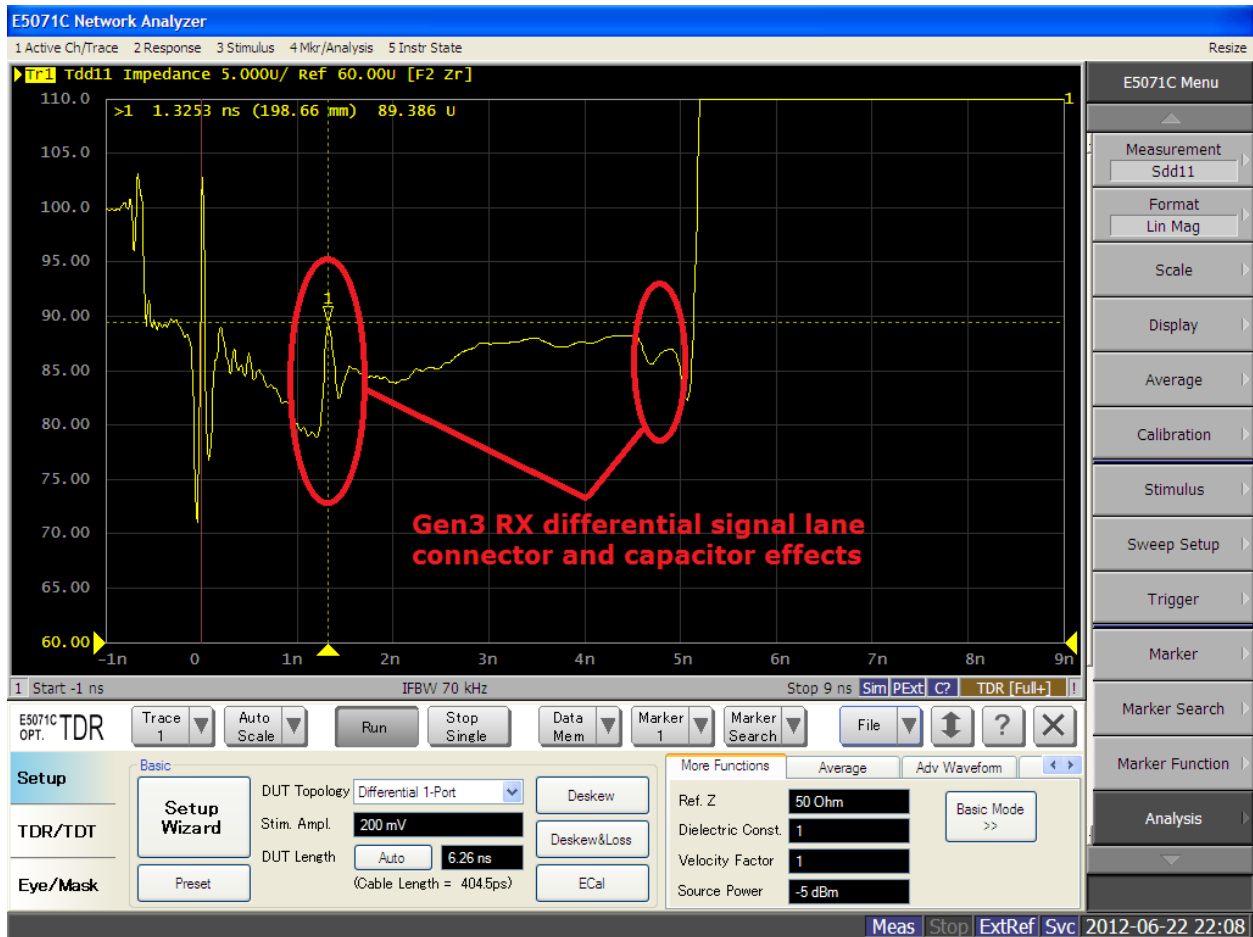 E5071C Network Analyzer
1 Active Ch/Trace 2 Response 3 Stimulus 4 Mkr/Analysis 5 Instr State Resize
Tr1 Tdd11 Impedance 5.000U/ Ref 60.00U [F2 Zr]
>1 1.3253 ns (198.66 mm) 89.386 U
110.0
105.0
100.0
95.00
90.00
85.00
80.00
75.00
70.00
65.00
60.00
1
1
Gen3 RX differential signal lane
connector and capacitor effects
-1n 0 1n 2n 3n 4n 5n 6n 7n 8n 9n
1 Start -1 ns IFBW 70 kHz Stop 9 ns Sim PExt C? TDR [Full+] !
E5071C Menu
Measurement
Sdd11
Format
Lin Mag
Scale
Display
Average
Calibration
Stimulus
Sweep Setup
Trigger
Marker
Marker Search
Marker Function
Analysis
E5071C
OPT. TDR
Trace
1
Auto
Scale
Run
Stop
Single
Data
Mem
Marker
1
Marker
Search
File
?
Setup
TDR/TDT
Eye/Mask
Basic
Setup
Wizard
Preset
DUT Topology Differential 1-Port
Stim. Ampl. 200 mV
DUT Length Auto 6.26 ns
(Cable Length = 404.5ps)
Deskew
Deskew&Loss
ECal
More Functions Average Adv Waveform
Ref. Z 50 Ohm
Dielectric Const. 1
Velocity Factor 1
Source Power -5 dBm
Basic Mode
>>
Meas Stop ExtRef Svc 2012-06-22 22:08